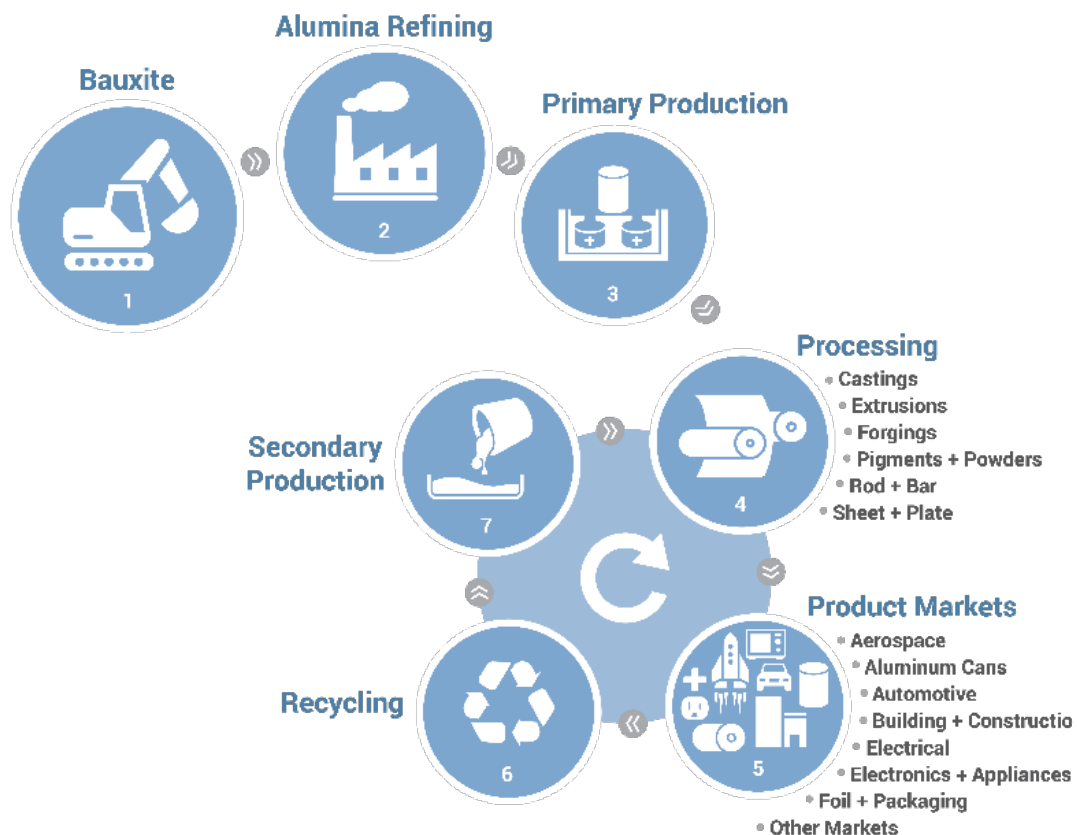 Alumina Refining
Bauxite
Primary Production
2
1
3
Processing
• Castings
• Extrusions
• Forgings
• Pigments + Powders
• Rod + Bar
• Sheet + Plate
4
Secondary
Production
7
Product Markets
• Aerospace
• Aluminum Cans
• Automotive
• Building + Constructio
• Electrical
• Electronics + Appliances
• Foil + Packaging
• Other Markets
5
Recycling
6